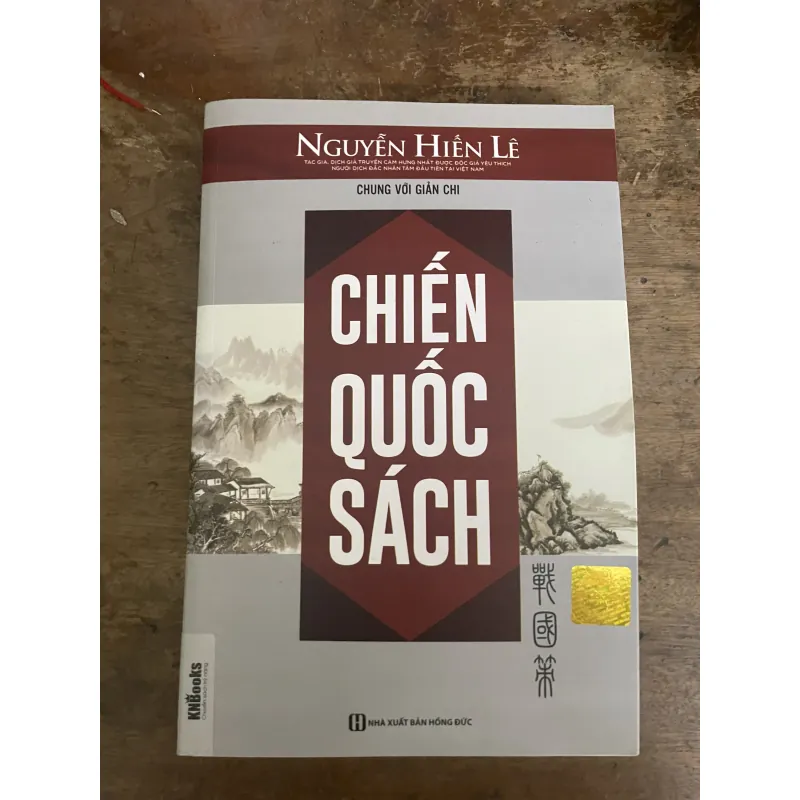 NGUYỄN HIẾN LÊ
TÁC GIẢ, DỊCH GIẢ TRUYỀN CẢM HỨNG NHẤT ĐƯỢC ĐỘC GIẢ YÊU THÍCH
NGƯỜI DỊCH ĐẮC NHÂN TÂM ĐẦU TIÊN TẠI VIỆT NAM
CHUNG VỚI GIẢN CHI
CHIẾN
QUỐC
SÁCH
戰國策
KNBooks
NHÀ XUẤT BẢN HỒNG ĐỨC